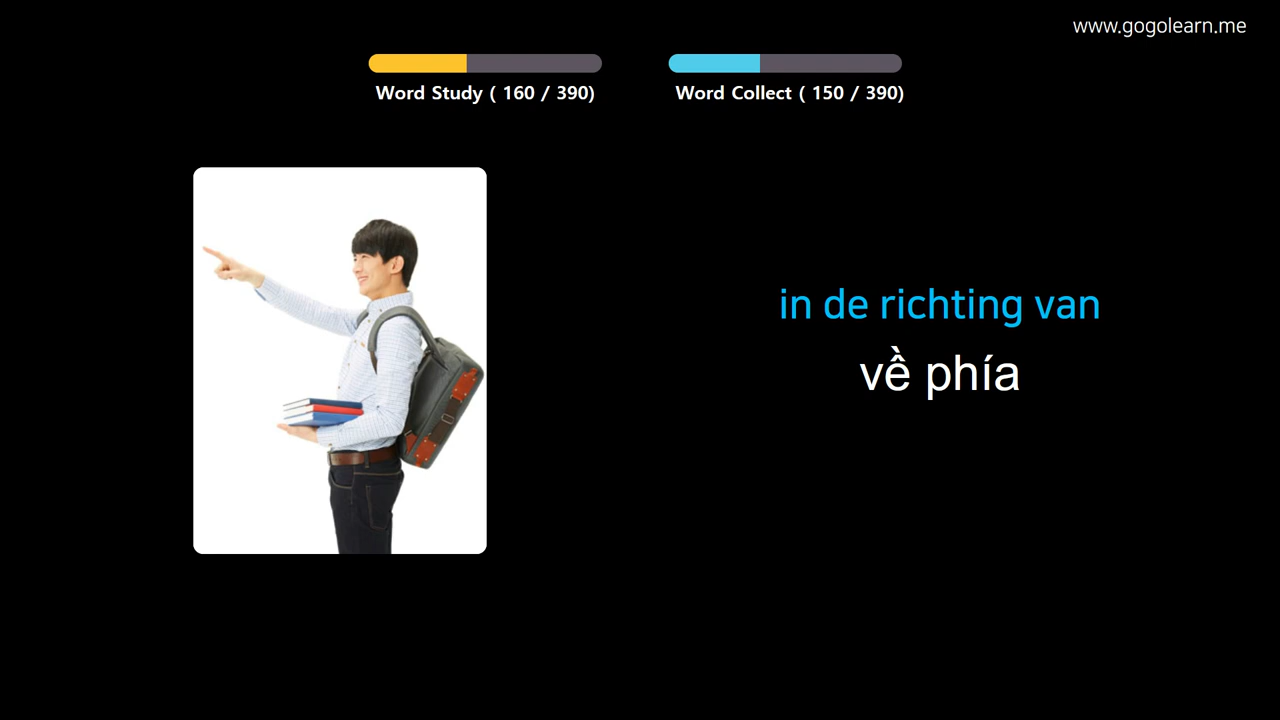 www.gogolearn.me
Word Study ( 160 / 390)
Word Collect ( 150 / 390)
in de richting van
về phía